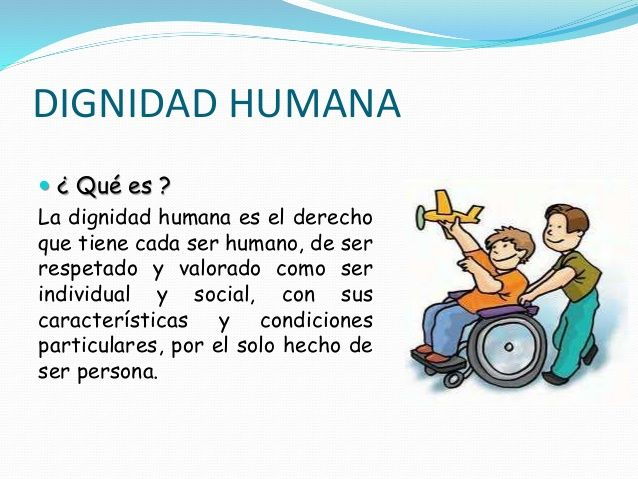 DIGNIDAD HUMANA
¿ Qué es ?
La dignidad humana es el derecho
que tiene cada ser humano, de ser
respetado y valorado como ser
individual y social, con sus
características y condiciones
particulares, por el solo hecho de
ser persona.